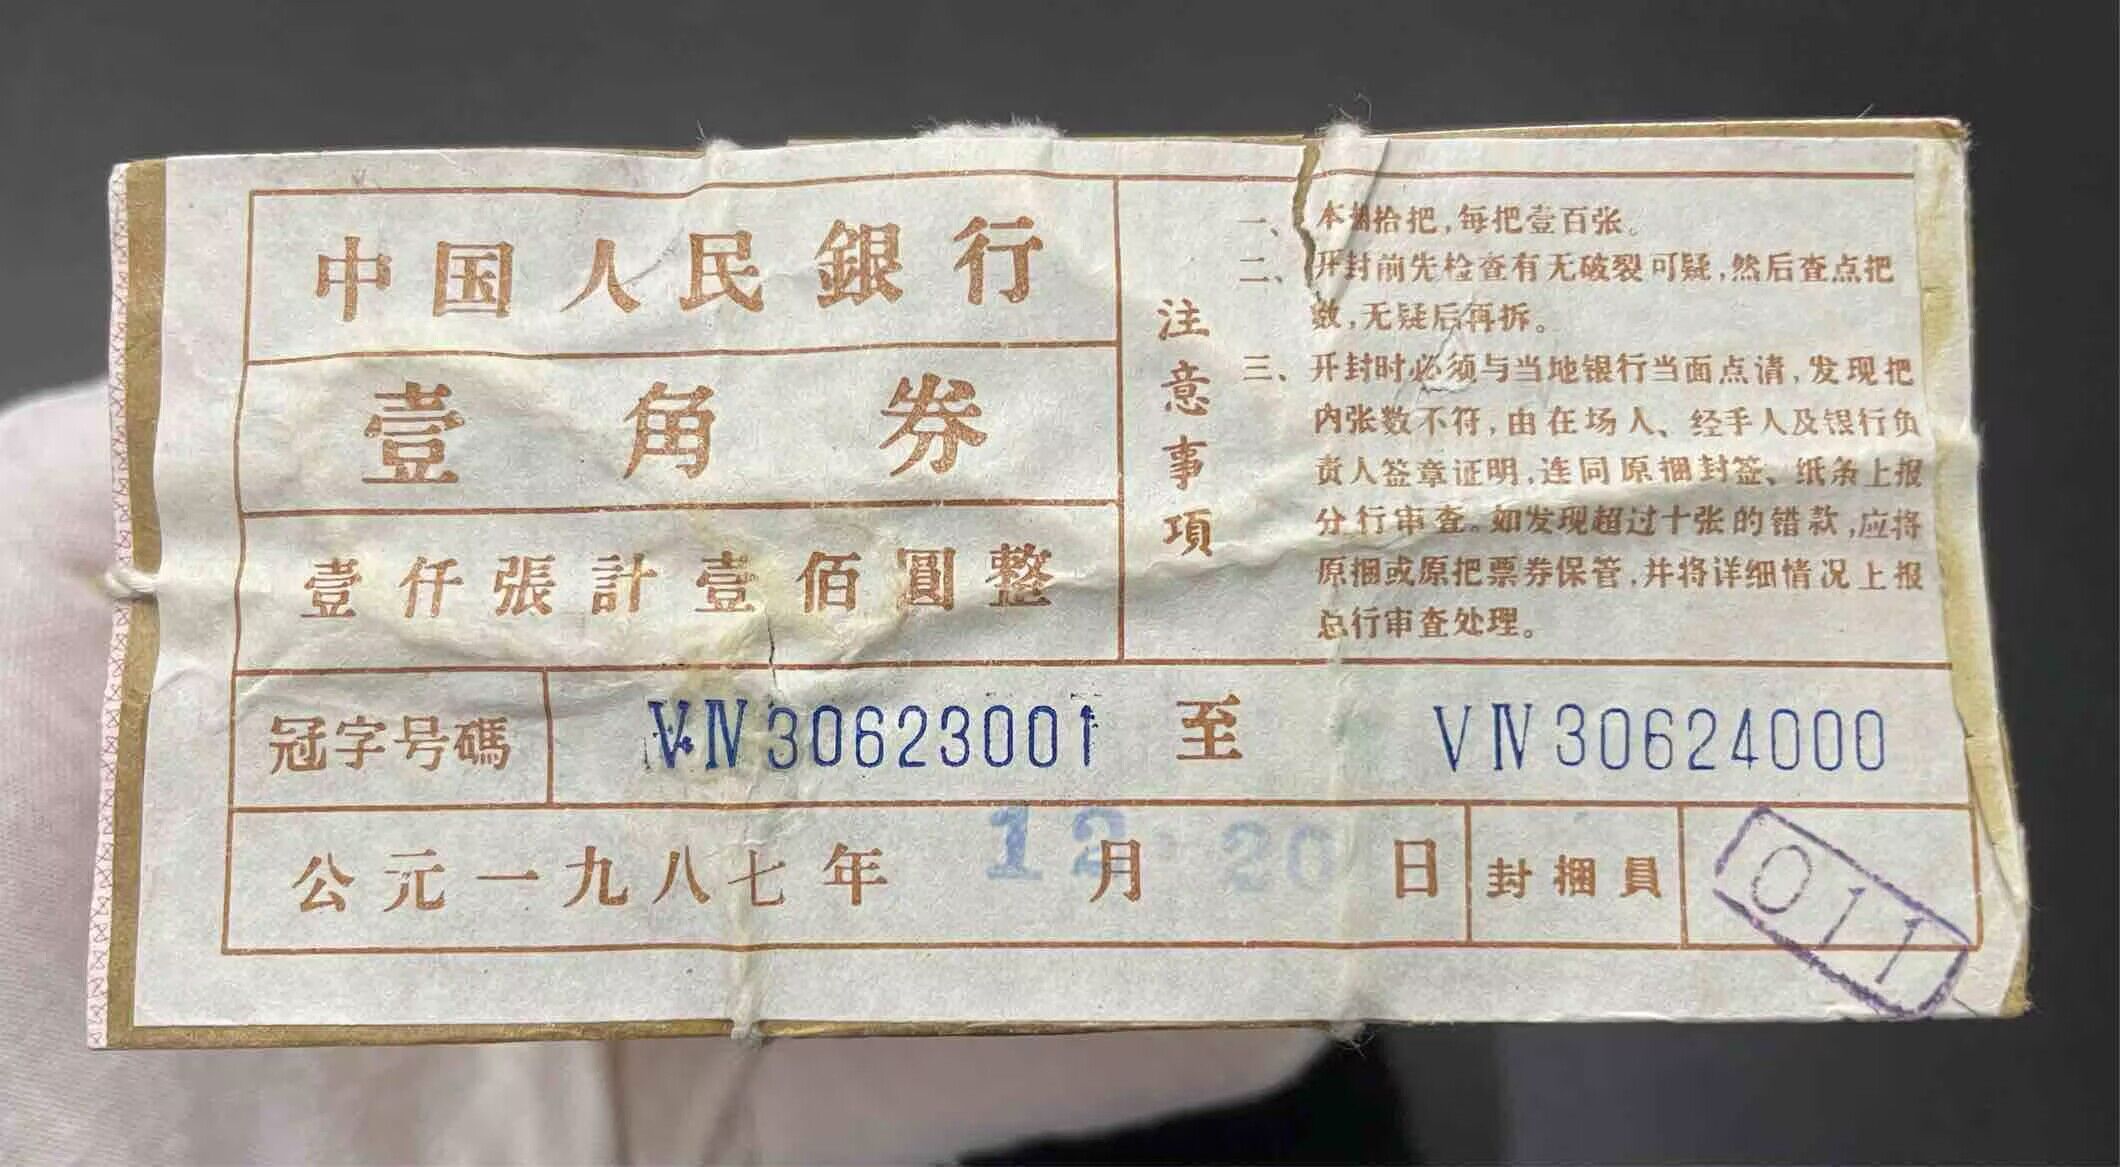 中国人民銀行
壹角券
壹仟張計壹佰圓整
注意事項
一、本捆拾把,每把壹百张。
二、开封前先检查有无破裂可疑,然后查点把
数,无疑后再拆。
三、开封时必须与当地银行当面点请,发现把
内张数不符,由在场人、经手人及银行负
责人签章证明,连同原捆封签、纸条上报
分行审查。如发现超过十张的错款,应将
原捆或原把票券保管,并将详细情况上报
总行审查处理。
冠字号碼 VⅣ30623001 至 VⅣ30624000
公元一九八七年 12月 20日 封捆員 011